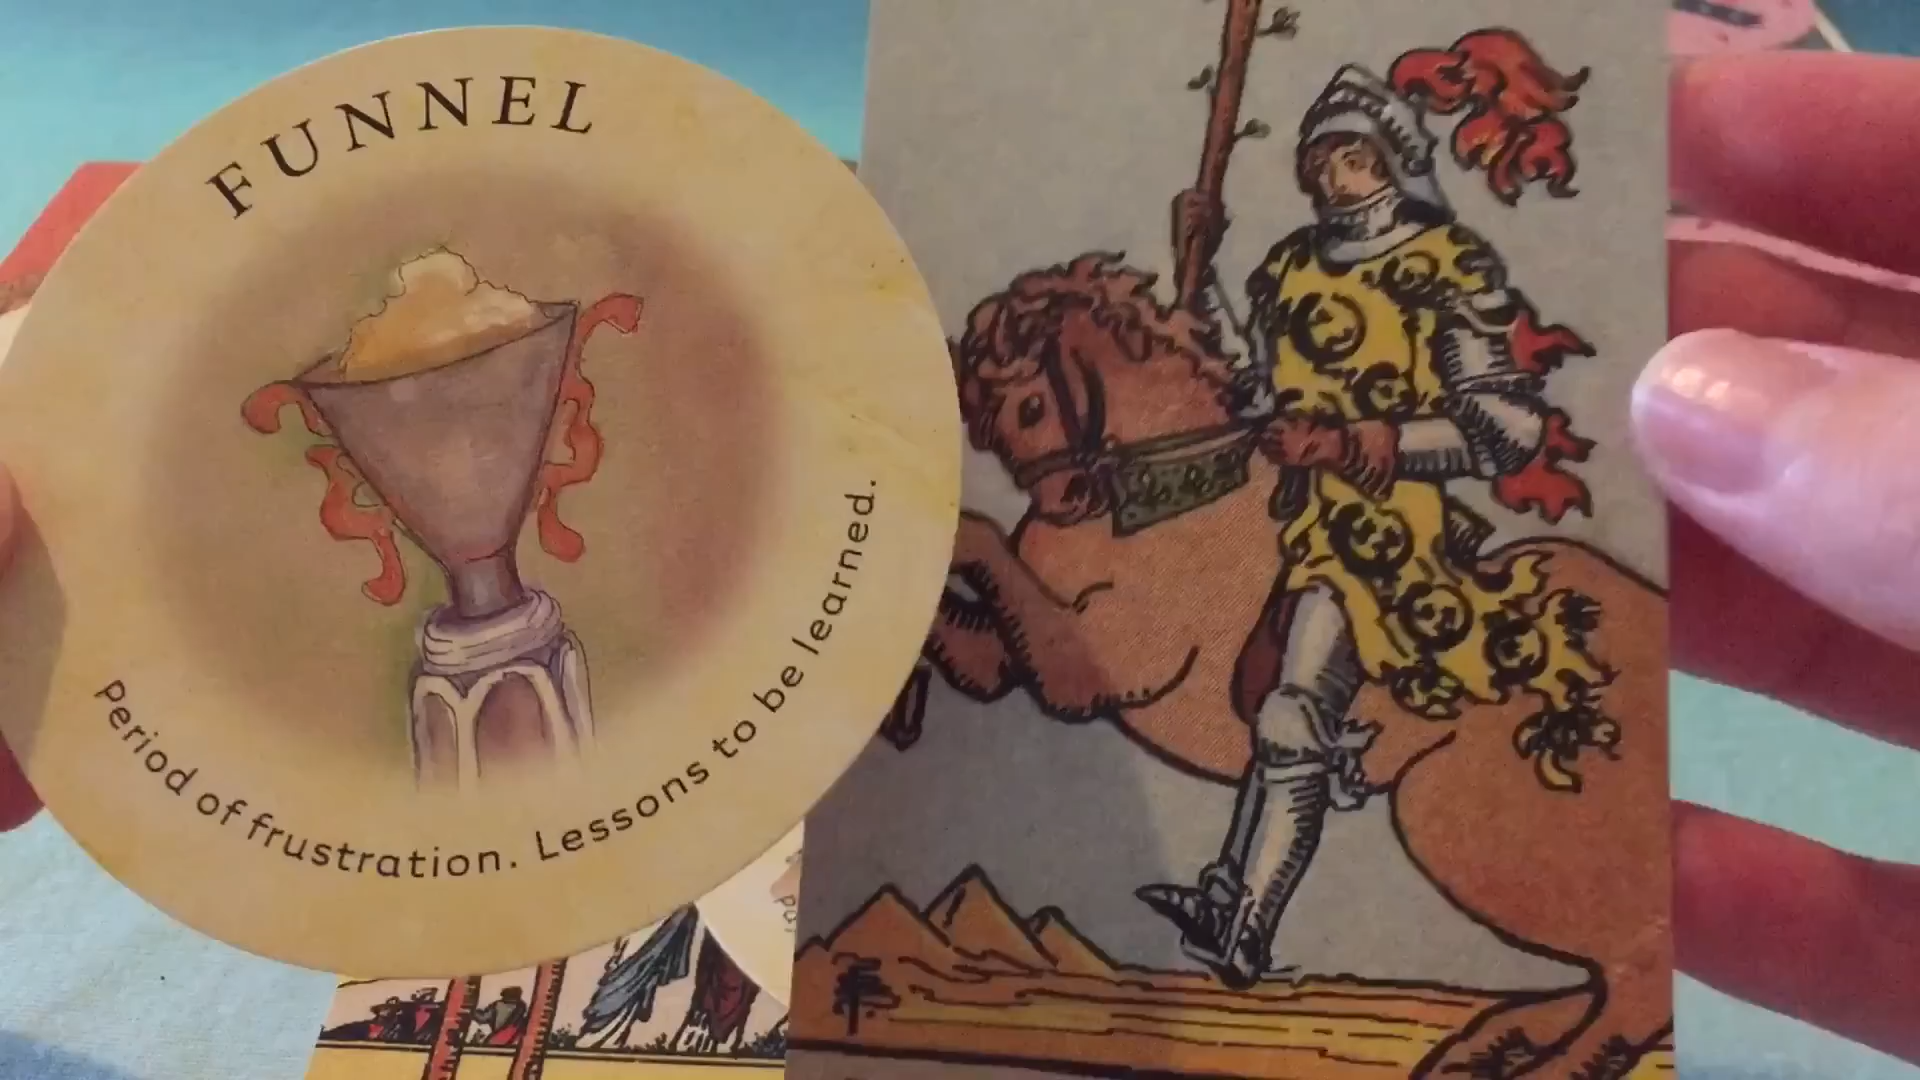 FUNNEL
Period of frustration. Lessons to be learned.